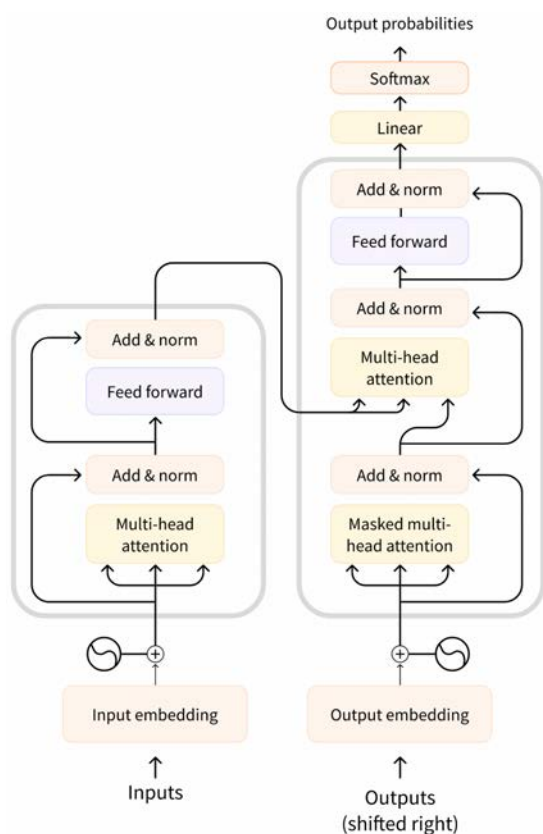 Output probabilities
Softmax
Linear
Add & norm
Feed forward
Add & norm
Multi-head
attention
Add & norm
Masked multi-
head attention
Output embedding
Outputs
(shifted right)
Add & norm
Feed forward
Add & norm
Multi-head
attention
Input embedding
Inputs